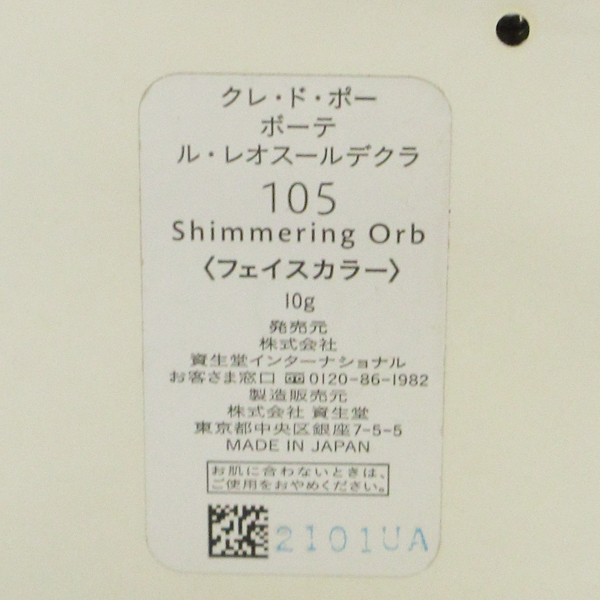 クレ・ド・ポー
ボーテ
ル・レオスールデクラ
105
Shimmering Orb
〈フェイスカラー〉
10g
発売元
株式会社
資生堂インターナショナル
お客さま窓口 0120-86-1982
製造販売元
株式会社 資生堂
東京都中央区銀座7-5-5
MADE IN JAPAN
お肌に合わないときは、
ご使用をおやめください。
2101UA